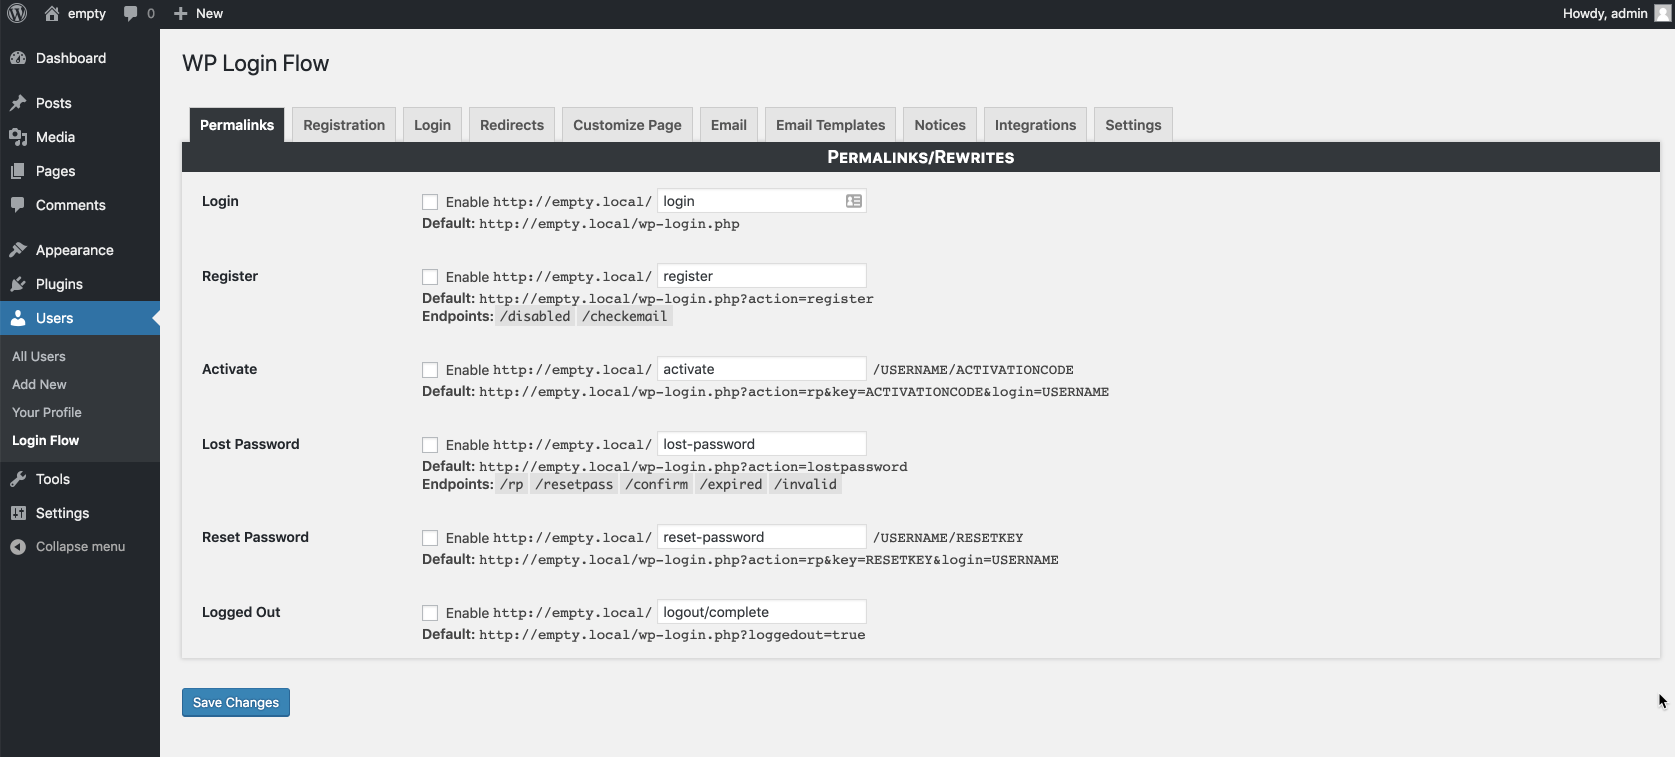 empty 0 New Howdy, admin
Dashboard
Posts
Media
Pages
Comments
Appearance
Plugins
Users
All Users
Add New
Your Profile
Login Flow
Tools
Settings
Collapse menu
WP Login Flow
Permalinks Registration Login Redirects Customize Page Email Email Templates Notices Integrations Settings
Permalinks/Rewrites
Login Enable http://empty.local/ login
Default: http://empty.local/wp-login.php
Register Enable http://empty.local/ register
Default: http://empty.local/wp-login.php?action=register
Endpoints: /disabled /checkemail
Activate Enable http://empty.local/ activate /USERNAME/ACTIVATIONCODE
Default: http://empty.local/wp-login.php?action=rp&key=ACTIVATIONCODE&login=USERNAME
Lost Password Enable http://empty.local/ lost-password
Default: http://empty.local/wp-login.php?action=lostpassword
Endpoints: /rp /resetpass /confirm /expired /invalid
Reset Password Enable http://empty.local/ reset-password /USERNAME/RESETKEY
Default: http://empty.local/wp-login.php?action=rp&key=RESETKEY&login=USERNAME
Logged Out Enable http://empty.local/ logout/complete
Default: http://empty.local/wp-login.php?loggedout=true
Save Changes